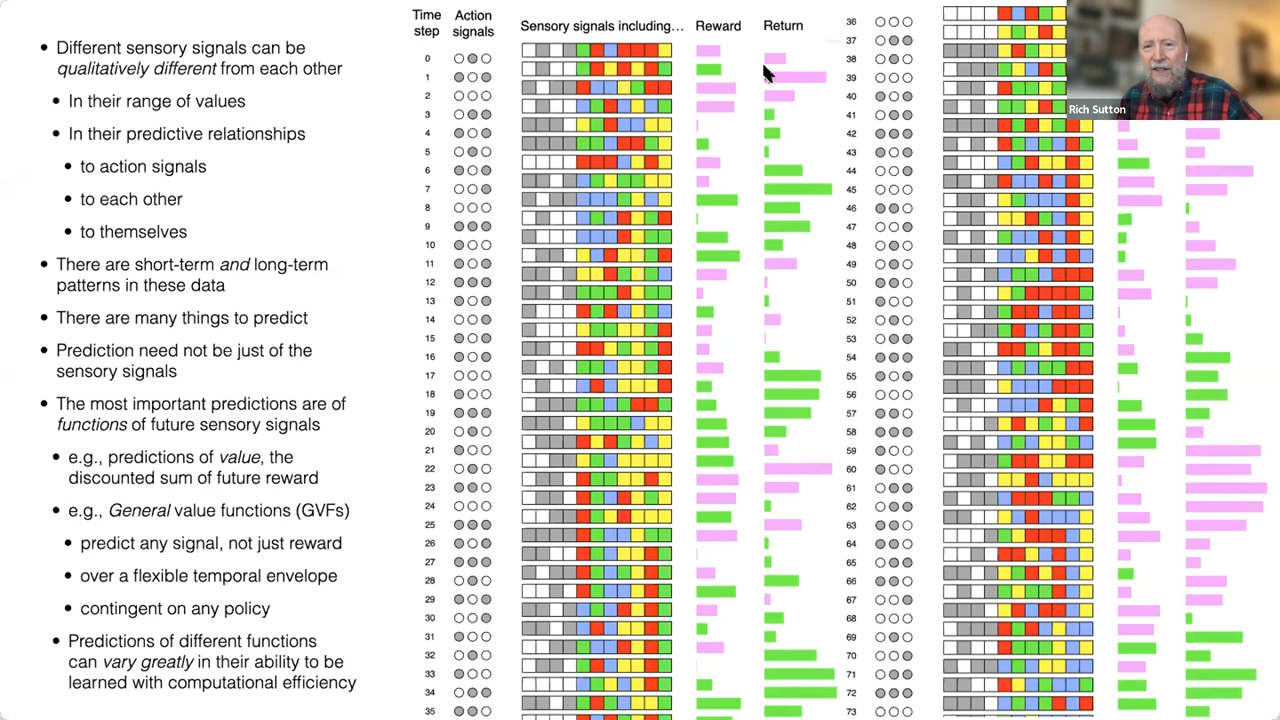 • Different sensory signals can be
qualitatively different from each other
• In their range of values
• In their predictive relationships
• to action signals
• to each other
• to themselves
• There are short-term and long-term
patterns in these data
• There are many things to predict
• Prediction need not be just of the
sensory signals
• The most important predictions are of
functions of future sensory signals
• e.g., predictions of value, the
discounted sum of future reward
• e.g., General value functions (GVFs)
• predict any signal, not just reward
• over a flexible temporal envelope
• contingent on any policy
• Predictions of different functions
can vary greatly in their ability to be
learned with computational efficiency
Time
step
Action
signals
Sensory signals including…
Reward
Return
0
1
2
3
4
5
6
7
8
9
10
11
12
13
14
15
16
17
18
19
20
21
22
23
24
25
26
27
28
29
30
31
32
33
34
35
36
37
38
39
40
41
42
43
44
45
46
47
48
49
50
51
52
53
54
55
56
57
58
59
60
61
62
63
64
65
66
67
68
69
70
71
72
73
Rich Sutton